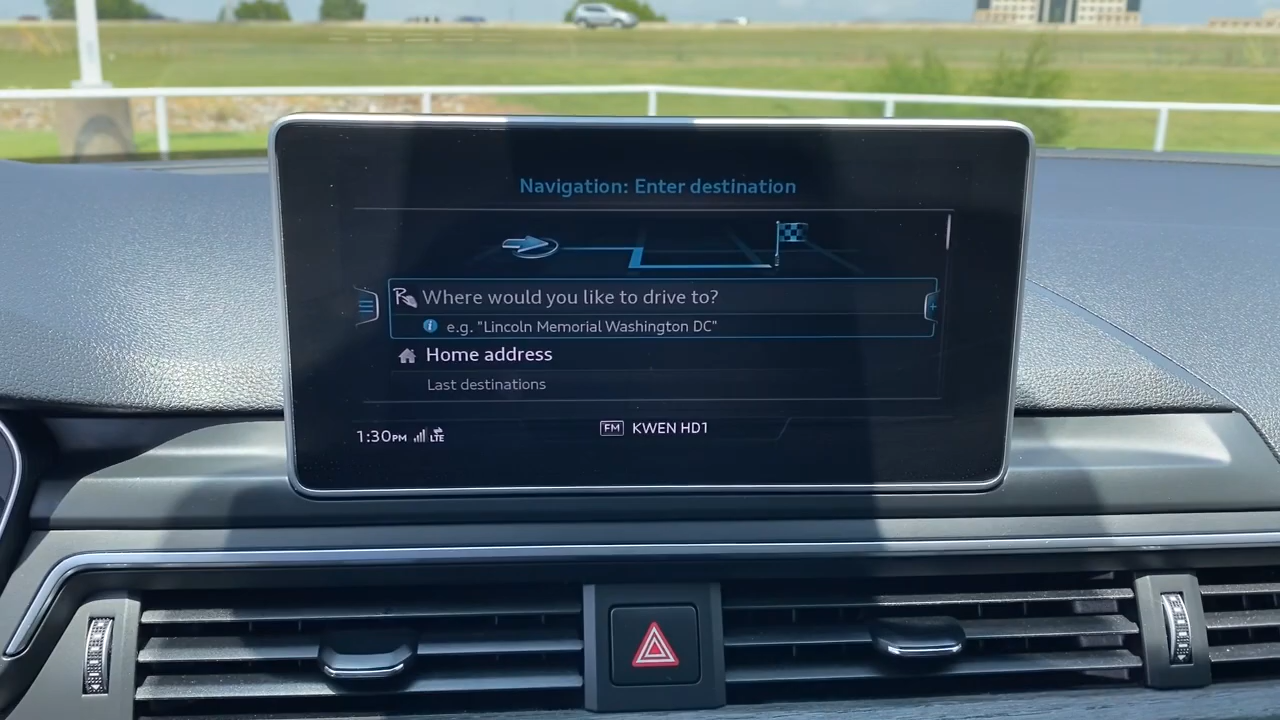 Navigation: Enter destination
Where would you like to drive to?
e.g. "Lincoln Memorial Washington DC"
Home address
Last destinations
1:30PM LTE
FM KWEN HD1